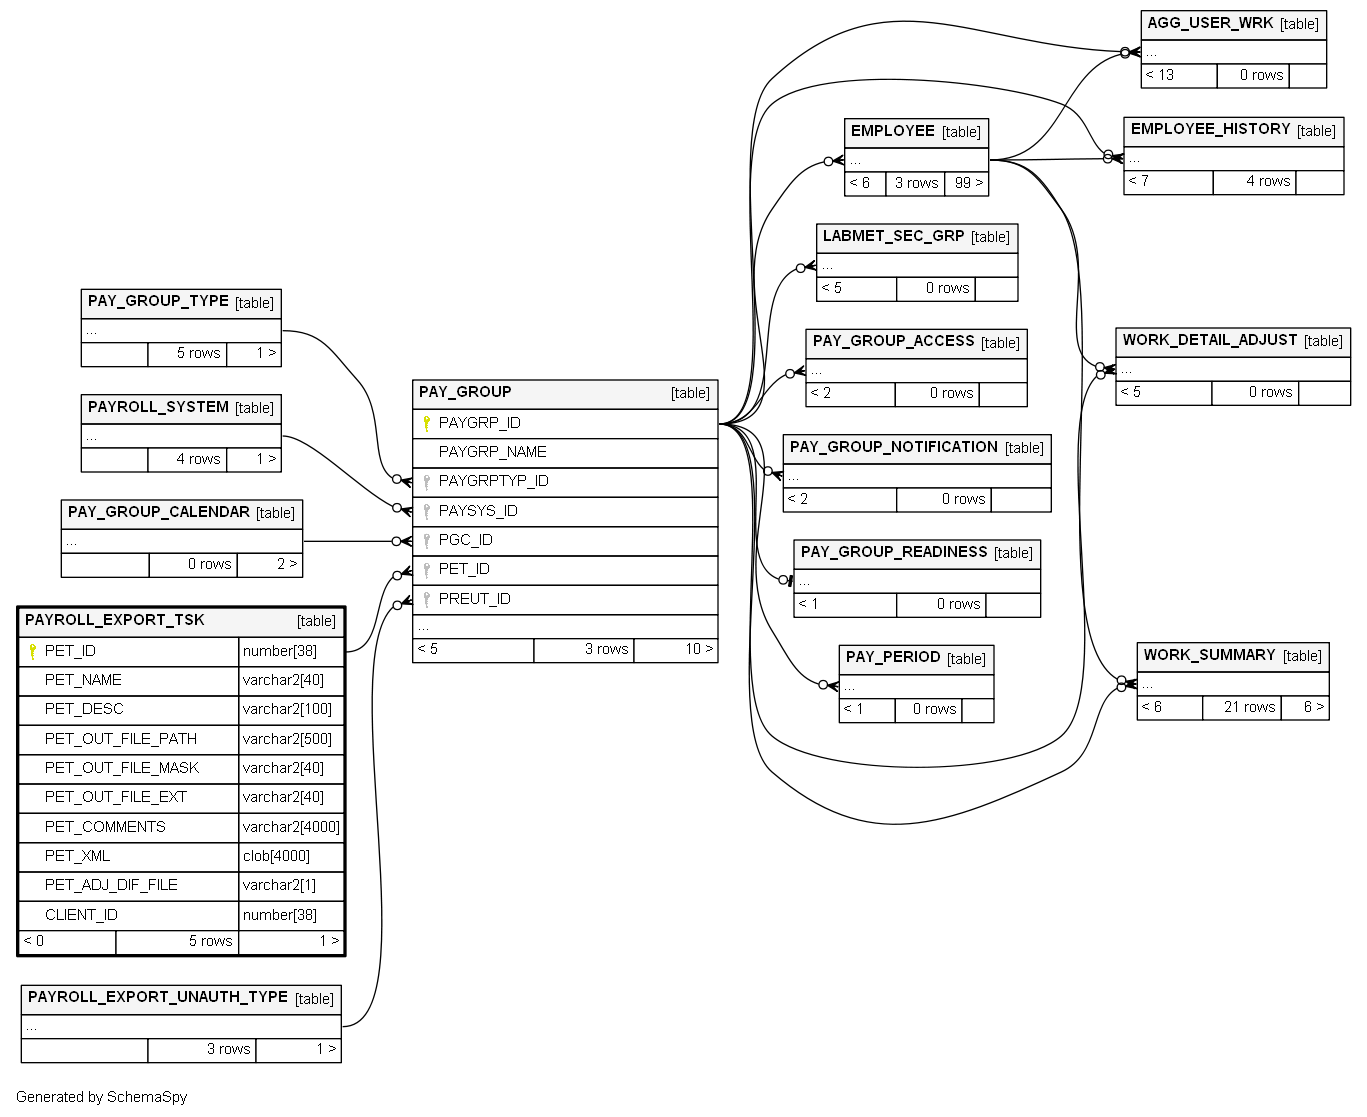 AGG_USER_WRK [table]
...
< 13 0 rows
EMPLOYEE [table]
...
< 6 3 rows 99 >
EMPLOYEE_HISTORY [table]
...
< 7 4 rows
LABMET_SEC_GRP [table]
...
< 5 0 rows
PAY_GROUP_TYPE [table]
...
5 rows 1 >
PAYROLL_SYSTEM [table]
...
4 rows 1 >
PAY_GROUP_CALENDAR [table]
...
0 rows 2 >
PAY_GROUP [table]
PAYGRP_ID
PAYGRP_NAME
PAYGRPTYP_ID
PAYSYS_ID
PGC_ID
PET_ID
PREUT_ID
...
< 5 3 rows 10 >
PAY_GROUP_ACCESS [table]
...
< 2 0 rows
WORK_DETAIL_ADJUST [table]
...
< 5 0 rows
PAY_GROUP_NOTIFICATION [table]
...
< 2 0 rows
PAY_GROUP_READINESS [table]
...
< 1 0 rows
PAY_PERIOD [table]
...
< 1 0 rows
WORK_SUMMARY [table]
...
< 6 21 rows 6 >
PAYROLL_EXPORT_TSK [table]
PET_ID number[38]
PET_NAME varchar2[40]
PET_DESC varchar2[100]
PET_OUT_FILE_PATH varchar2[500]
PET_OUT_FILE_MASK varchar2[40]
PET_OUT_FILE_EXT varchar2[40]
PET_COMMENTS varchar2[4000]
PET_XML clob[4000]
PET_ADJ_DIF_FILE varchar2[1]
CLIENT_ID number[38]
< 0 5 rows 1 >
PAYROLL_EXPORT_UNAUTH_TYPE [table]
...
3 rows 1 >
Generated by SchemaSpy